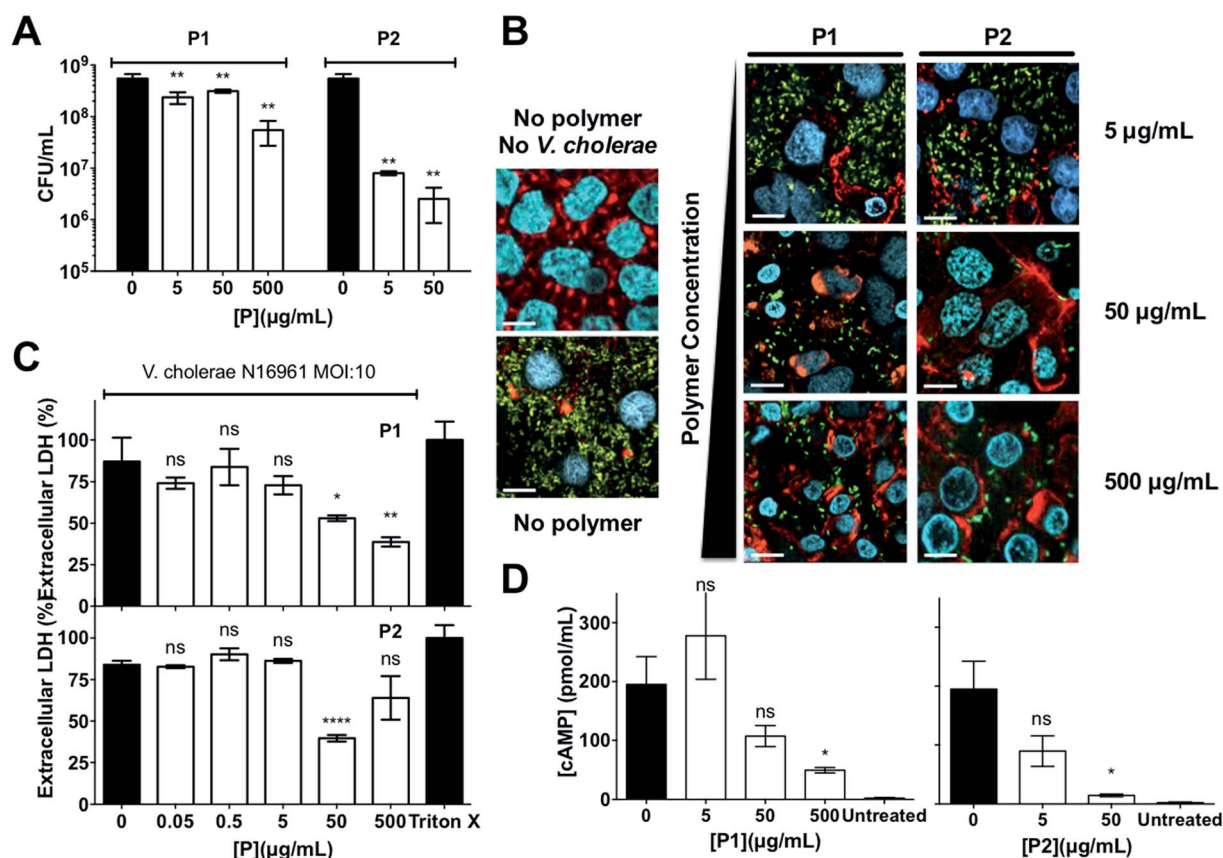 A
P1
P2
CFU/mL
10⁹
10⁸
10⁷
10⁶
10⁵
**
**
**
**
**
0
5
50
500
0
5
50
[P](µg/mL)
B
No polymer
No V. cholerae
No polymer
Polymer Concentration
P1
P2
5 µg/mL
50 µg/mL
500 µg/mL
C
V. cholerae N16961 MOI:10
Extracellular LDH (%)
100
75
50
25
0
P1
ns
ns
ns
*
**
Extracellular LDH (%)
100
75
50
25
0
P2
ns
ns
ns
****
ns
0
0.05
0.5
5
50
500
Triton X
[P](µg/mL)
D
[cAMP] (pmol/mL)
300
200
100
0
ns
ns
*
0
5
50
500
Untreated
[P1](µg/mL)
ns
*
0
5
50
Untreated
[P2](µg/mL)